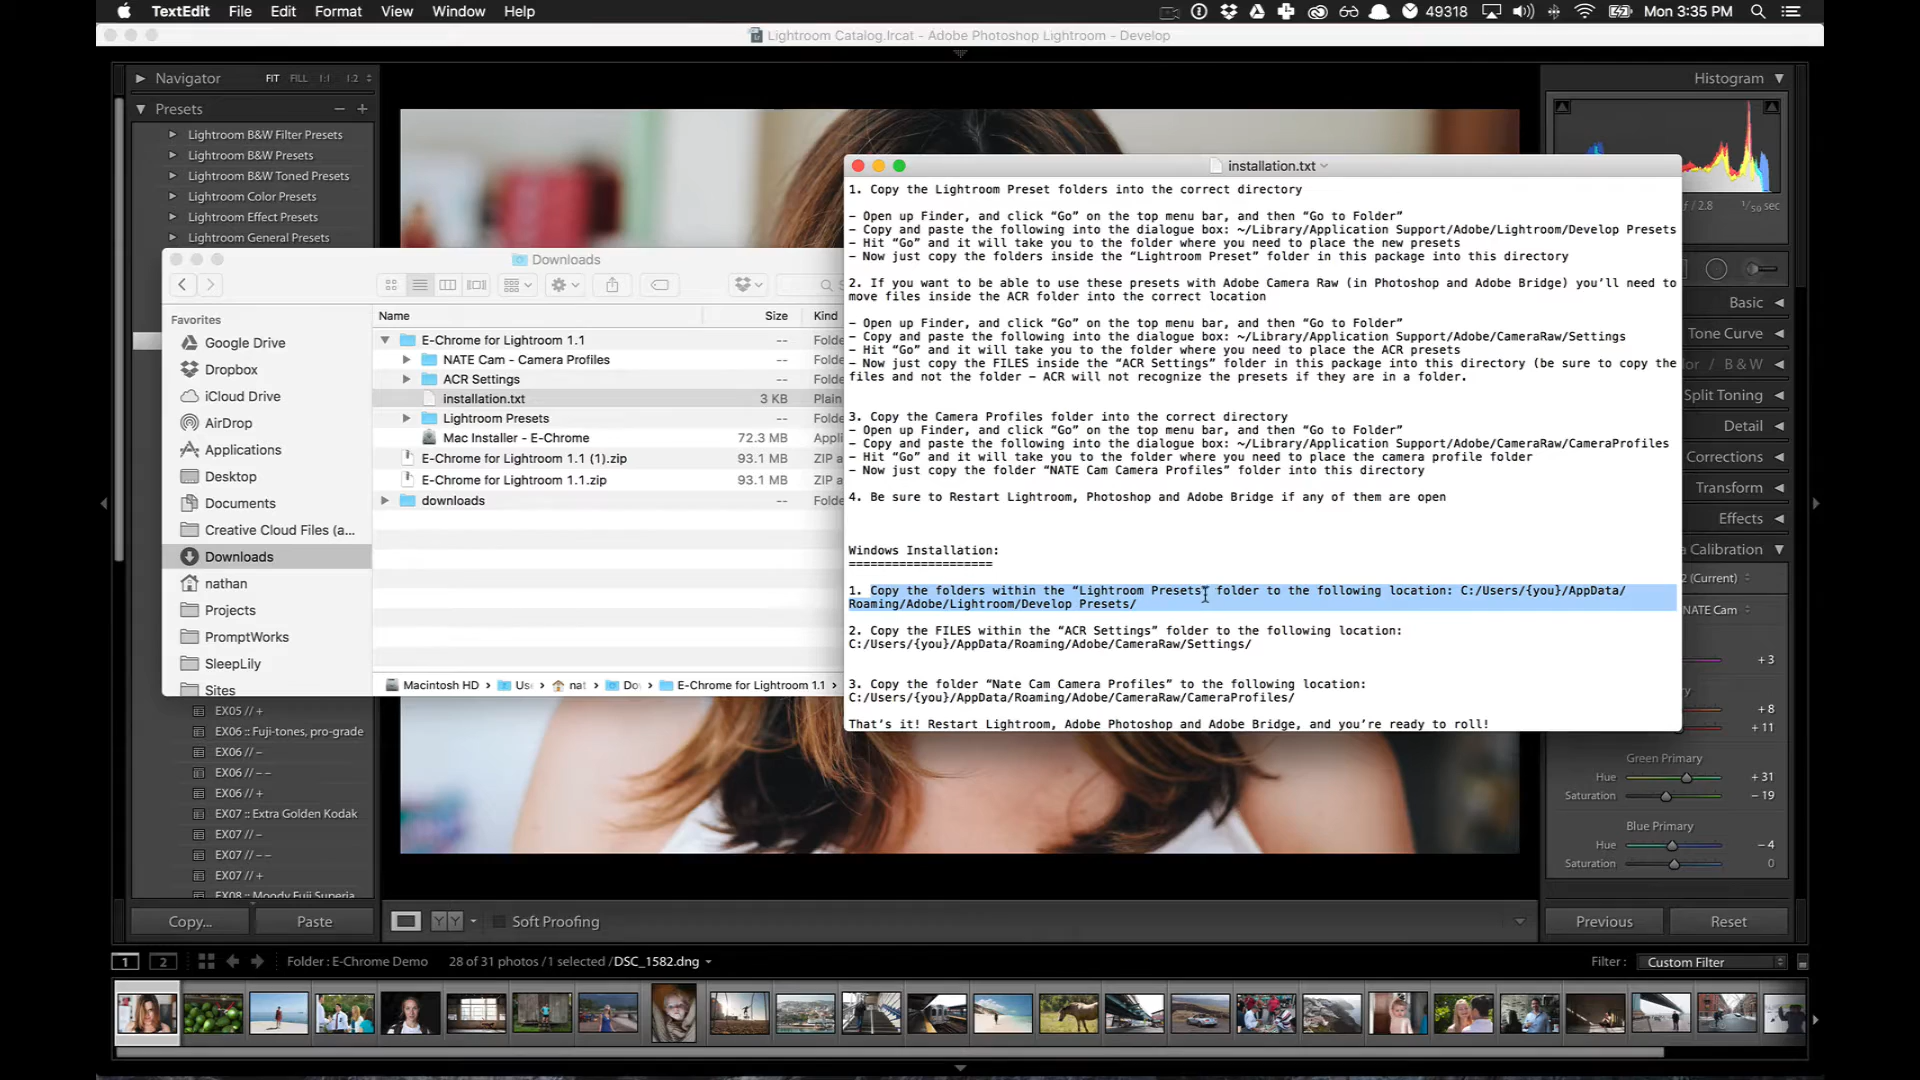 TextEdit File Edit Format View Window Help
49318 Mon 3:35 PM
Lightroom Catalog.lrcat - Adobe Photoshop Lightroom - Develop
Navigator FIT FILL 1:1 1:2
Presets
Lightroom B&W Filter Presets
Lightroom B&W Presets
Lightroom B&W Toned Presets
Lightroom Color Presets
Lightroom Effect Presets
Lightroom General Presets
Downloads
Name Size Kind
Favorites
Google Drive
Dropbox
iCloud Drive
AirDrop
Applications
Desktop
Documents
Creative Cloud Files (a...
Downloads
nathan
Projects
PromptWorks
SleepLily
Sites
E-Chrome for Lightroom 1.1 -- Folde
NATE Cam - Camera Profiles -- Folde
ACR Settings -- Folde
installation.txt 3 KB Plain
Lightroom Presets -- Folde
Mac Installer - E-Chrome 72.3 MB Appli
E-Chrome for Lightroom 1.1 (1).zip 93.1 MB ZIP a
E-Chrome for Lightroom 1.1.zip 93.1 MB ZIP a
downloads -- Folde
Macintosh HD › Use › nat › Do › E-Chrome for Lightroom 1.1 ›
installation.txt
1. Copy the Lightroom Preset folders into the correct directory
- Open up Finder, and click “Go” on the top menu bar, and then “Go to Folder”
- Copy and paste the following into the dialogue box: ~/Library/Application Support/Adobe/Lightroom/Develop Presets
- Hit “Go” and it will take you to the folder where you need to place the new presets
- Now just copy the folders inside the “Lightroom Preset” folder in this package into this directory
2. If you want to be able to use these presets with Adobe Camera Raw (in Photoshop and Adobe Bridge) you’ll need to
move files inside the ACR folder into the correct location
- Open up Finder, and click “Go” on the top menu bar, and then “Go to Folder”
- Copy and paste the following into the dialogue box: ~/Library/Application Support/Adobe/CameraRaw/Settings
- Hit “Go” and it will take you to the folder where you need to place the ACR presets
- Now just copy the FILES inside the “ACR Settings” folder in this package into this directory (be sure to copy the
files and not the folder – ACR will not recognize the presets if they are in a folder.
3. Copy the Camera Profiles folder into the correct directory
- Open up Finder, and click “Go” on the top menu bar, and then “Go to Folder”
- Copy and paste the following into the dialogue box: ~/Library/Application Support/Adobe/CameraRaw/CameraProfiles
- Hit “Go” and it will take you to the folder where you need to place the camera profile folder
- Now just copy the folder “NATE Cam Camera Profiles” folder into this directory
4. Be sure to Restart Lightroom, Photoshop and Adobe Bridge if any of them are open
Windows Installation:
====================
1. Copy the folders within the “Lightroom Presets” folder to the following location: C:/Users/{you}/AppData/
Roaming/Adobe/Lightroom/Develop Presets/
2. Copy the FILES within the “ACR Settings” folder to the following location:
C:/Users/{you}/AppData/Roaming/Adobe/CameraRaw/Settings/
3. Copy the folder “Nate Cam Camera Profiles” to the following location:
C:/Users/{you}/AppData/Roaming/Adobe/CameraRaw/CameraProfiles/
That’s it! Restart Lightroom, Adobe Photoshop and Adobe Bridge, and you’re ready to roll!
EX05 // +
EX06 :: Fuji-tones, pro-grade
EX06 // –
EX06 // – –
EX06 // +
EX07 :: Extra Golden Kodak
EX07 // –
EX07 // – –
EX07 // +
EX08 :: Moody Fuji Superia
Copy... Paste
Soft Proofing
Histogram
f / 2.8 1/50 sec
Basic
Tone Curve
/ B & W
Split Toning
Detail
Corrections
Transform
Effects
Calibration
2 (Current)
NATE Cam
+ 3
+ 8
+ 11
Green Primary
Hue + 31
Saturation – 19
Blue Primary
Hue – 4
Saturation 0
Previous Reset
1 2 Folder : E-Chrome Demo 28 of 31 photos / 1 selected / DSC_1582.dng
Filter : Custom Filter